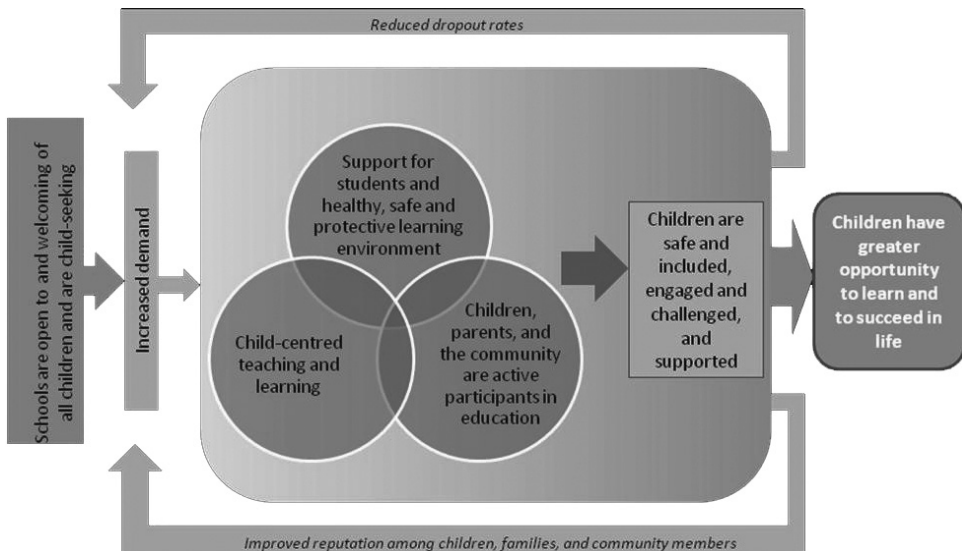 Reduced dropout rates
Schools are open to and welcoming of
all children and are child-seeking
Increased demand
Support for
students and
healthy, safe and
protective learning
environment
Child-centred
teaching and
learning
Children,
parents, and
the community
are active
participants in
education
Children are
safe and
included,
engaged and
challenged,
and
supported
Children have
greater
opportunity
to learn and
to succeed in
life
Improved reputation among children, families, and community members